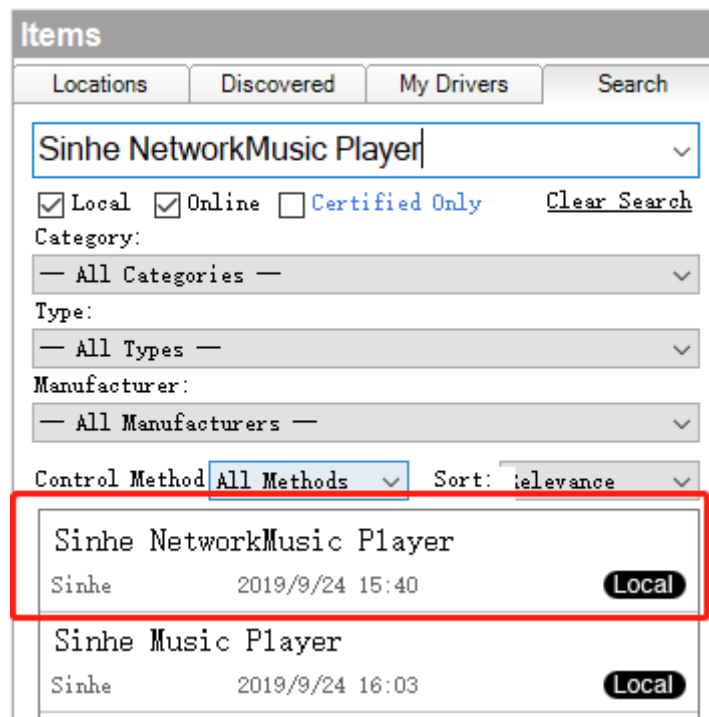 Items
Locations Discovered My Drivers Search
Sinhe NetworkMusic Player
Local Online Certified Only Clear Search
Category:
— All Categories —
Type:
— All Types —
Manufacturer:
— All Manufacturers —
Control Method All Methods Sort: elevance
Sinhe NetworkMusic Player
Sinhe 2019/9/24 15:40 Local
Sinhe Music Player
Sinhe 2019/9/24 16:03 Local